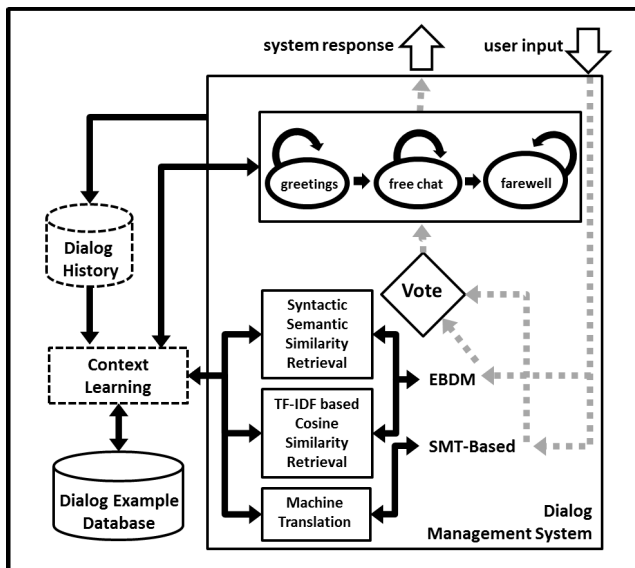 system response
user input
greetings
free chat
farewell
Dialog
History
Vote
Syntactic
Semantic
Similarity
Retrieval
Context
Learning
EBDM
TF-IDF based
Cosine
Similarity
Retrieval
SMT-Based
Dialog Example
Database
Machine
Translation
Dialog
Management System